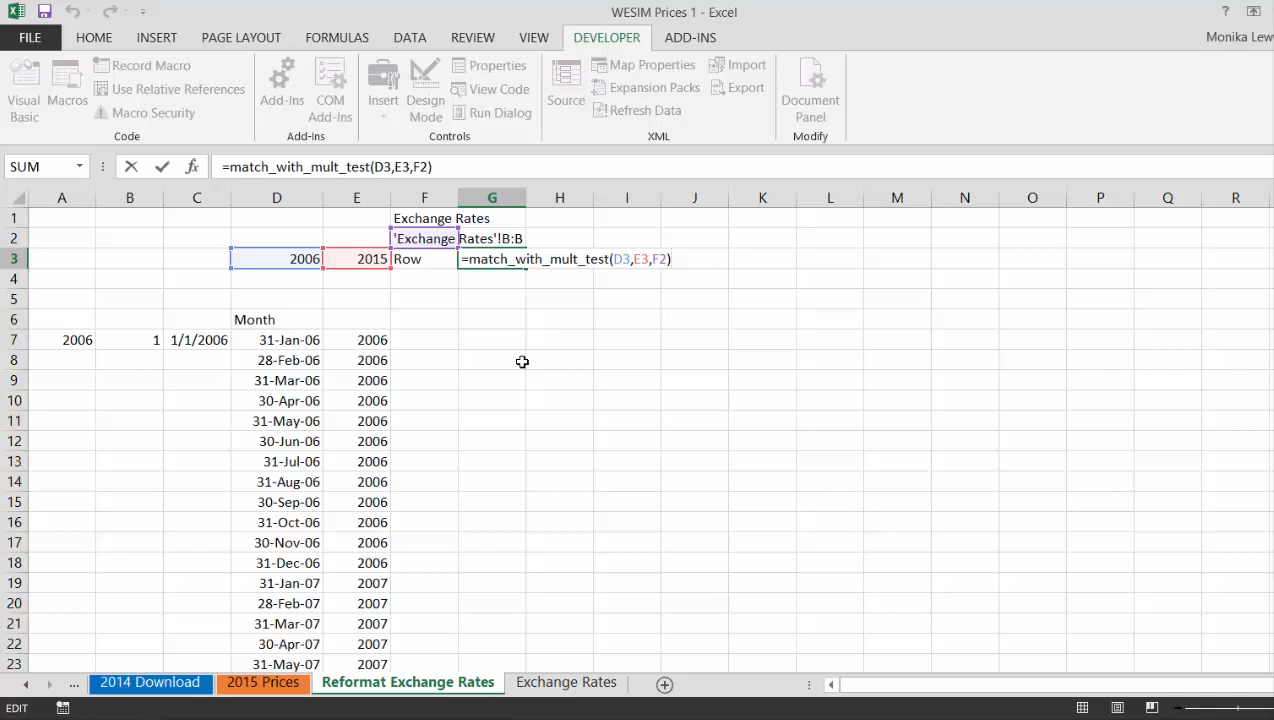 WESIM Prices 1 - Excel
?
FILE HOME INSERT PAGE LAYOUT FORMULAS DATA REVIEW VIEW DEVELOPER ADD-INS Monika Lew
Visual Basic
Macros
Record Macro
Use Relative References
Macro Security
Code
Add-Ins
COM Add-Ins
Add-Ins
Insert
Design Mode
Properties
View Code
Run Dialog
Controls
Source
Map Properties
Expansion Packs
Refresh Data
Import
Export
XML
Document Panel
Modify
SUM fx =match_with_mult_test(D3,E3,F2)
A B C D E F G H I J K L M N O P Q R
1 Exchange Rates
2 'Exchange Rates'!B:B
3 2006 2015 Row =match_with_mult_test(D3,E3,F2)
4
5
6 Month
7 2006 1 1/1/2006 31-Jan-06 2006
8 28-Feb-06 2006
9 31-Mar-06 2006
10 30-Apr-06 2006
11 31-May-06 2006
12 30-Jun-06 2006
13 31-Jul-06 2006
14 31-Aug-06 2006
15 30-Sep-06 2006
16 31-Oct-06 2006
17 30-Nov-06 2006
18 31-Dec-06 2006
19 31-Jan-07 2007
20 28-Feb-07 2007
21 31-Mar-07 2007
22 30-Apr-07 2007
23 31-May-07 2007
... 2014 Download 2015 Prices Reformat Exchange Rates Exchange Rates
EDIT